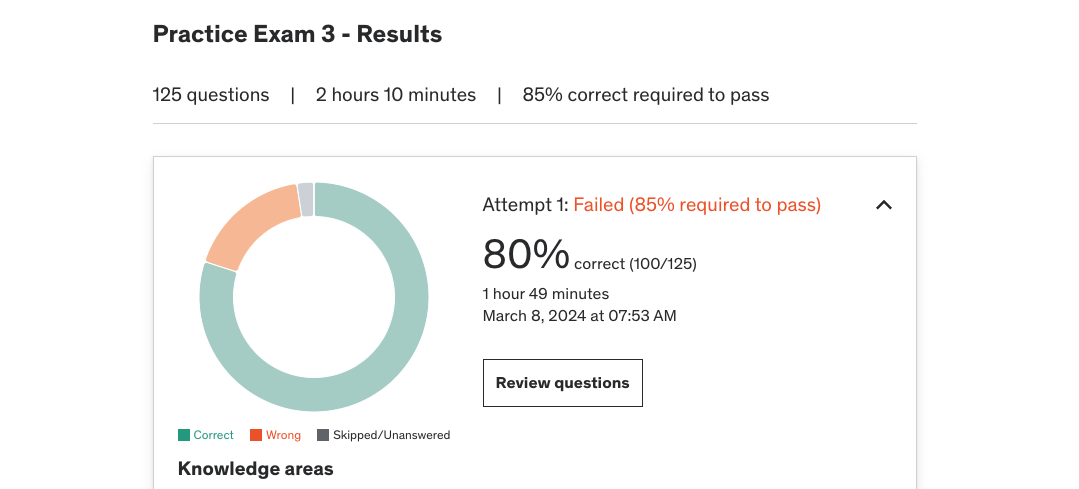 Practice Exam 3 - Results
125 questions | 2 hours 10 minutes | 85% correct required to pass
Attempt 1: Failed (85% required to pass)
80% correct (100/125)
1 hour 49 minutes
March 8, 2024 at 07:53 AM
Review questions
Correct Wrong Skipped/Unanswered
Knowledge areas